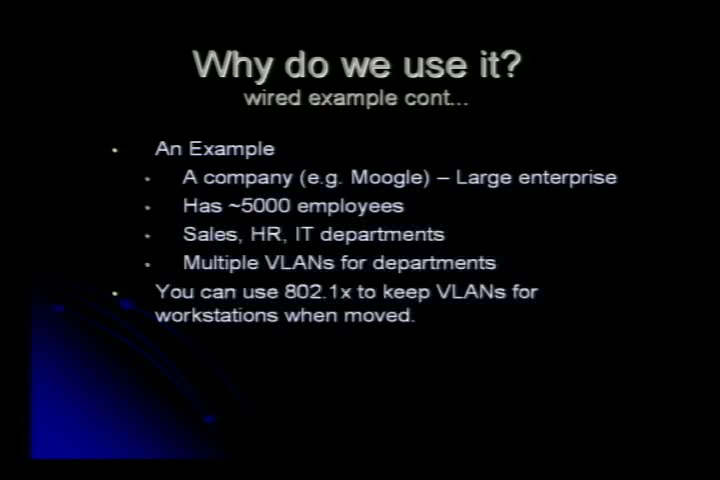 Why do we use it?
wired example cont...
An Example
A company (e.g. Moogle) – Large enterprise
Has ~5000 employees
Sales, HR, IT departments
Multiple VLANs for departments
You can use 802.1x to keep VLANs for
workstations when moved.